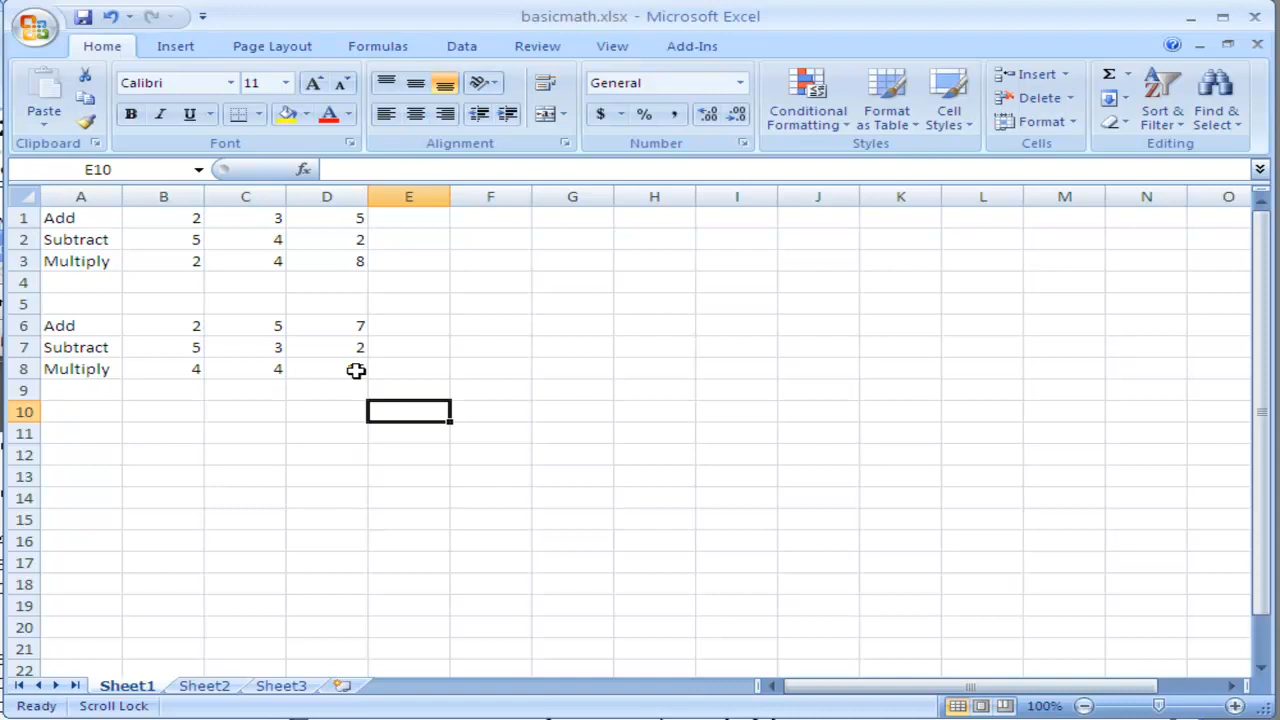 basicmath.xlsx - Microsoft Excel
Home Insert Page Layout Formulas Data Review View Add-Ins
Calibri 11 General Insert Σ
Paste B I U A $ % , Conditional Formatting Format as Table Cell Styles Delete Format Sort & Filter Find & Select
Clipboard Font Alignment Number Styles Cells Editing
E10 fx
A B C D E F G H I J K L M N O
1 Add 2 3 5
2 Subtract 5 4 2
3 Multiply 2 4 8
4
5
6 Add 2 5 7
7 Subtract 5 3 2
8 Multiply 4 4
9
10
11
12
13
14
15
16
17
18
19
20
21
22
Sheet1 Sheet2 Sheet3
Ready Scroll Lock 100%